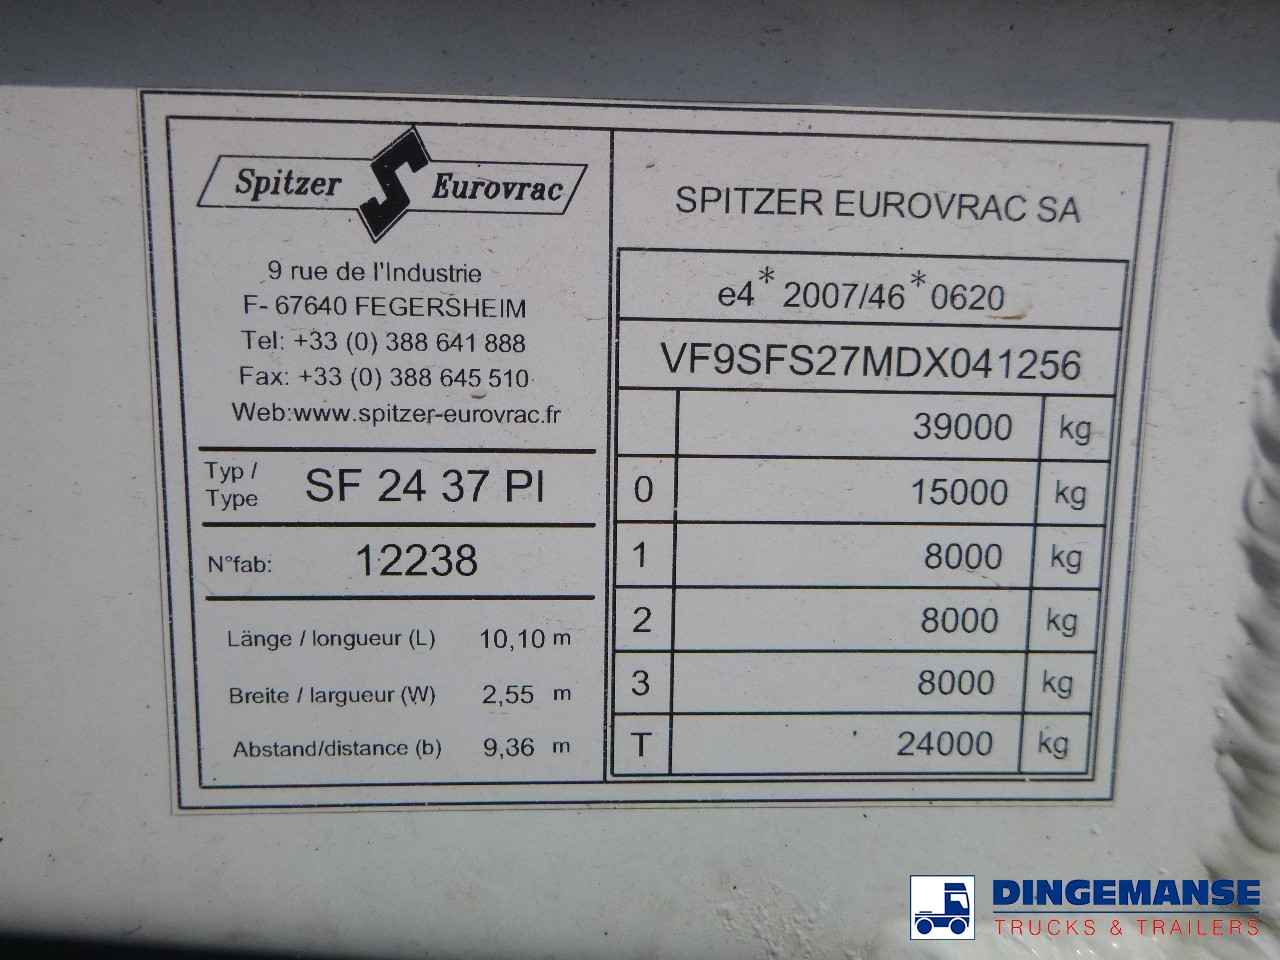 Spitzer Eurovrac
9 rue de l'Industrie
F- 67640 FEGERSHEIM
Tel: +33 (0) 388 641 888
Fax: +33 (0) 388 645 510
Web:www.spitzer-eurovrac.fr
Typ /
Type SF 24 37 PI
N°fab: 12238
Länge / longueur (L) 10,10 m
Breite / largueur (W) 2,55 m
Abstand/distance (b) 9,36 m
SPITZER EUROVRAC SA
e4*2007/46*0620
VF9SFS27MDX041256
39000 kg
0 15000 kg
1 8000 kg
2 8000 kg
3 8000 kg
T 24000 kg
DINGEMANSE
TRUCKS & TRAILERS